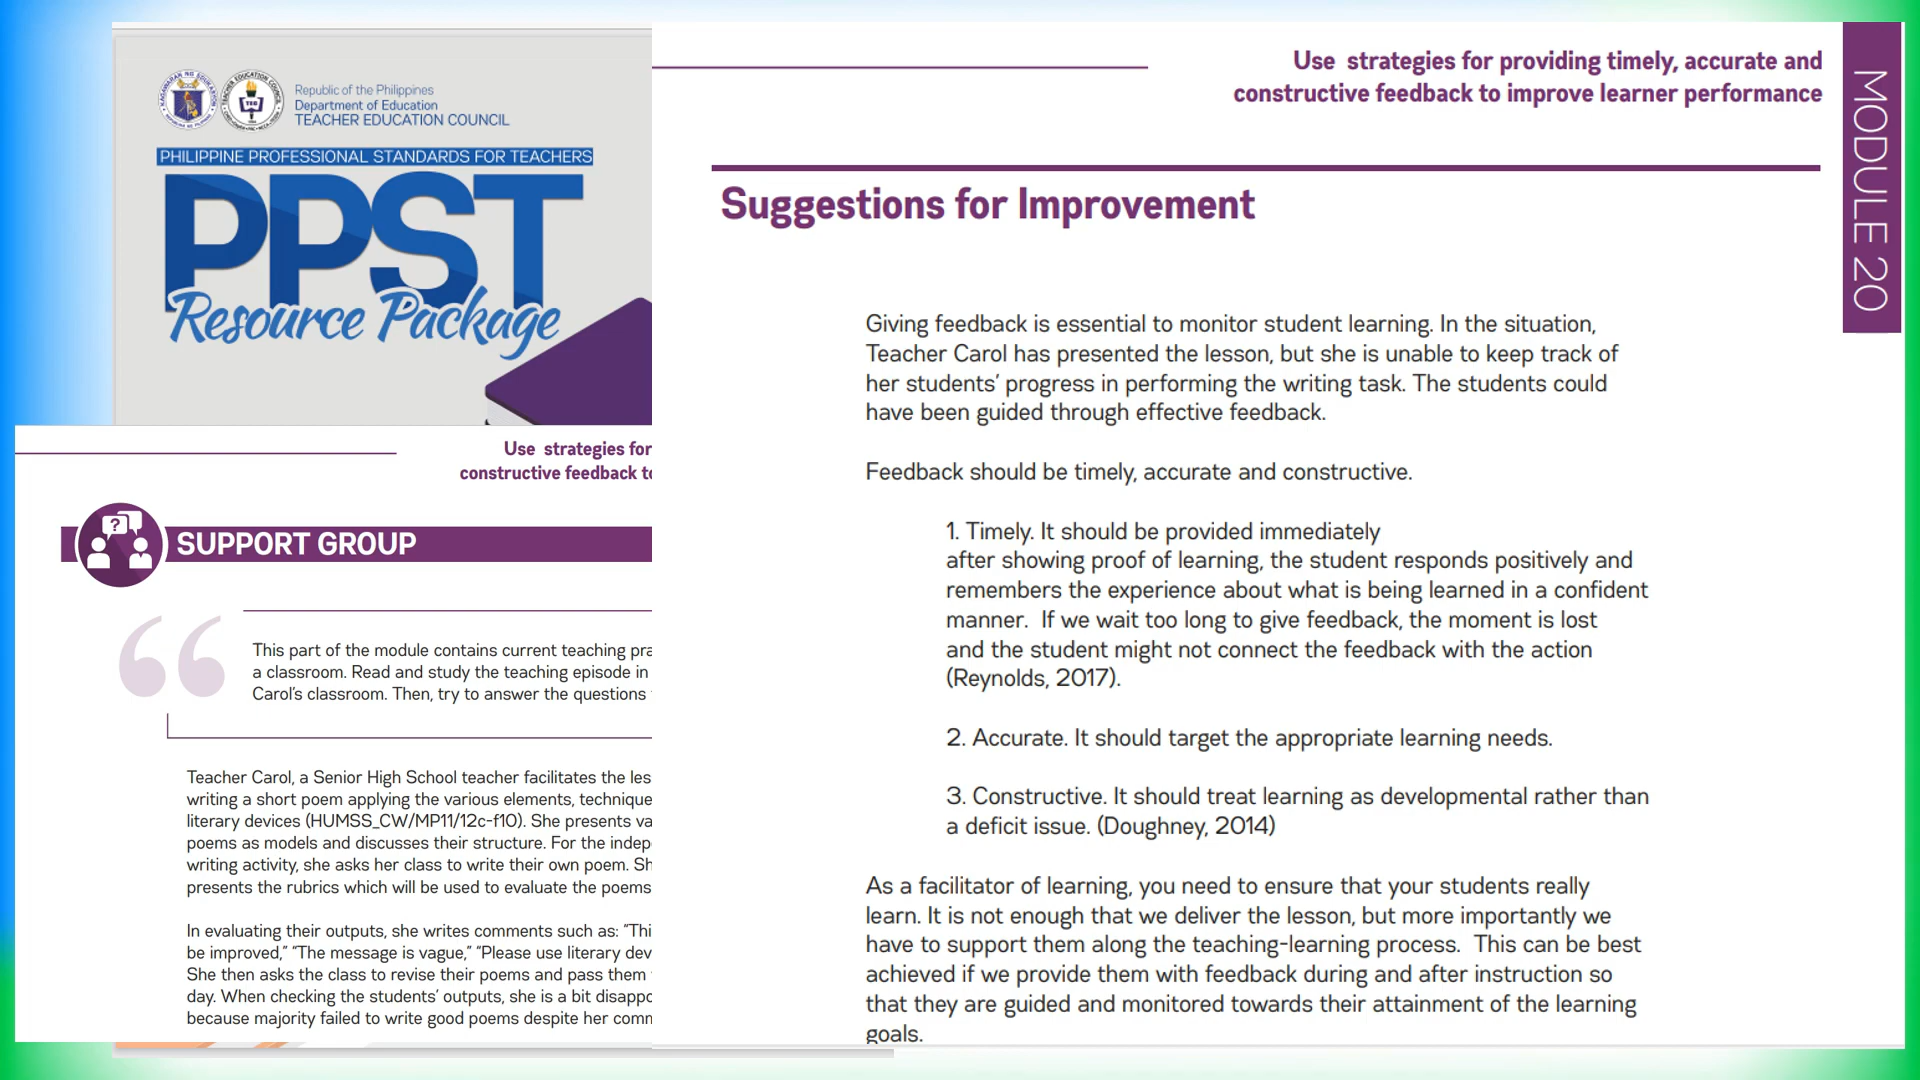 Republic of the Philippines
Department of Education
TEACHER EDUCATION COUNCIL
PHILIPPINE PROFESSIONAL STANDARDS FOR TEACHERS
PPST
Resource Package
Use strategies for
constructive feedback to
SUPPORT GROUP
This part of the module contains current teaching
a classroom. Read and study the teaching episode in
Carol's classroom. Then, try to answer the questions
Teacher Carol, a Senior High School teacher facilitates the
writing a short poem applying the various elements,
literary devices (HUMSS_CW/MP11/12c-f10). She presents
poems as models and discusses their structure. For the
writing activity, she asks her class to write their own poem.
presents the rubrics which will be used to evaluate the poems
In evaluating their outputs, she writes comments such as:
be improved,” “The message is vague,” “Please use literary
She then asks the class to revise their poems and pass them
day. When checking the students’ outputs, she is a bit
because majority failed to write good poems despite her
Use strategies for providing timely, accurate and
constructive feedback to improve learner performance
MODULE 20
Suggestions for Improvement
Giving feedback is essential to monitor student learning. In the situation,
Teacher Carol has presented the lesson, but she is unable to keep track of
her students’ progress in performing the writing task. The students could
have been guided through effective feedback.
Feedback should be timely, accurate and constructive.
1. Timely. It should be provided immediately
after showing proof of learning, the student responds positively and
remembers the experience about what is being learned in a confident
manner. If we wait too long to give feedback, the moment is lost
and the student might not connect the feedback with the action
(Reynolds, 2017).
2. Accurate. It should target the appropriate learning needs.
3. Constructive. It should treat learning as developmental rather than
a deficit issue. (Doughney, 2014)
As a facilitator of learning, you need to ensure that your students really
learn. It is not enough that we deliver the lesson, but more importantly we
have to support them along the teaching-learning process. This can be best
achieved if we provide them with feedback during and after instruction so
that they are guided and monitored towards their attainment of the learning
goals.